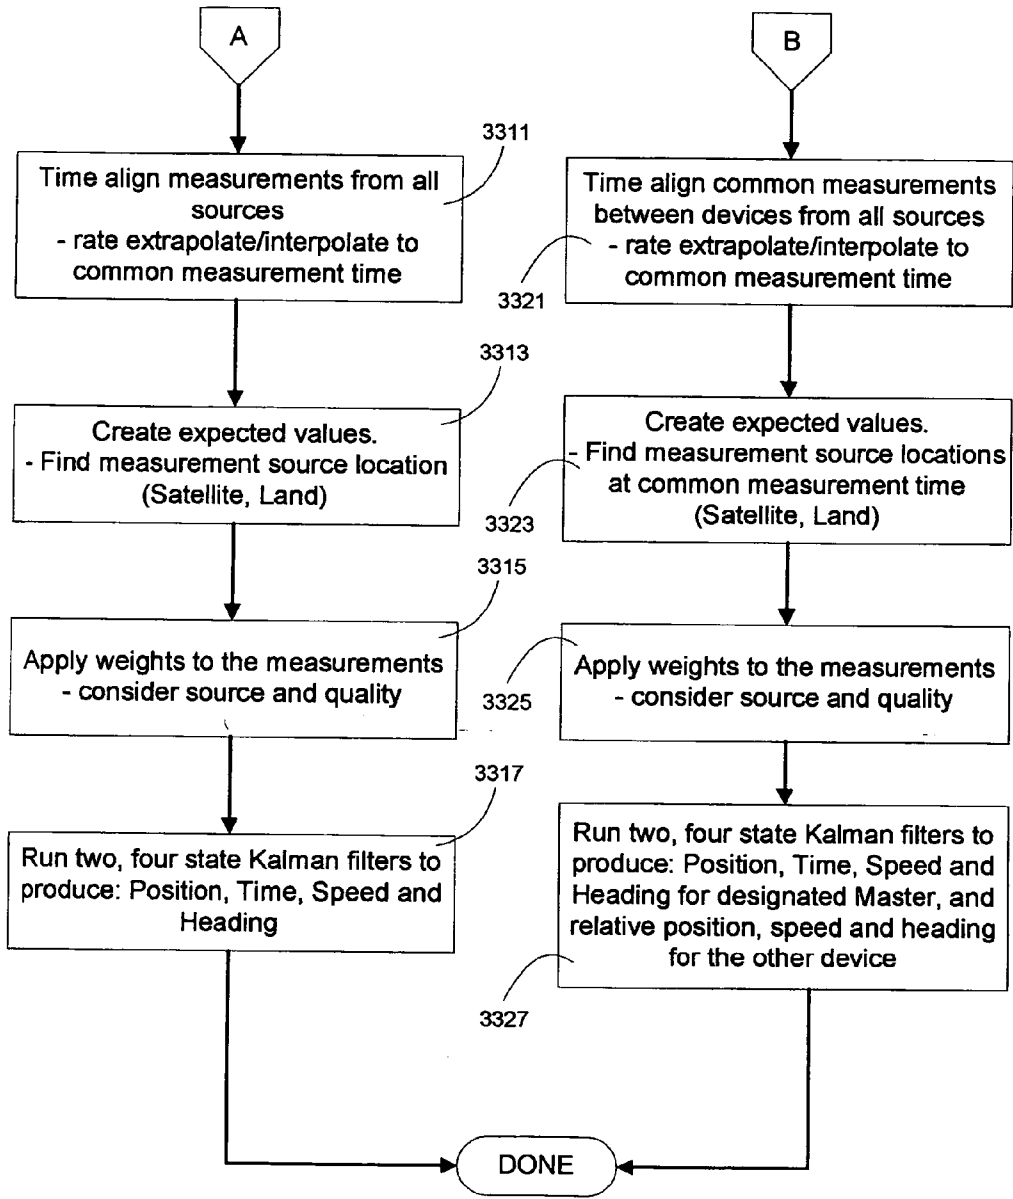 A
3311
Time align measurements from all
sources
- rate extrapolate/interpolate to
common measurement time
3313
Create expected values.
- Find measurement source location
(Satellite, Land)
3315
Apply weights to the measurements
- consider source and quality
3317
Run two, four state Kalman filters to
produce: Position, Time, Speed and
Heading
B
Time align common measurements
between devices from all sources
- rate extrapolate/interpolate to
common measurement time
3321
Create expected values.
- Find measurement source locations
at common measurement time
(Satellite, Land)
3323
Apply weights to the measurements
- consider source and quality
3325
Run two, four state Kalman filters to
produce: Position, Time, Speed and
Heading for designated Master, and
relative position, speed and heading
for the other device
3327
DONE